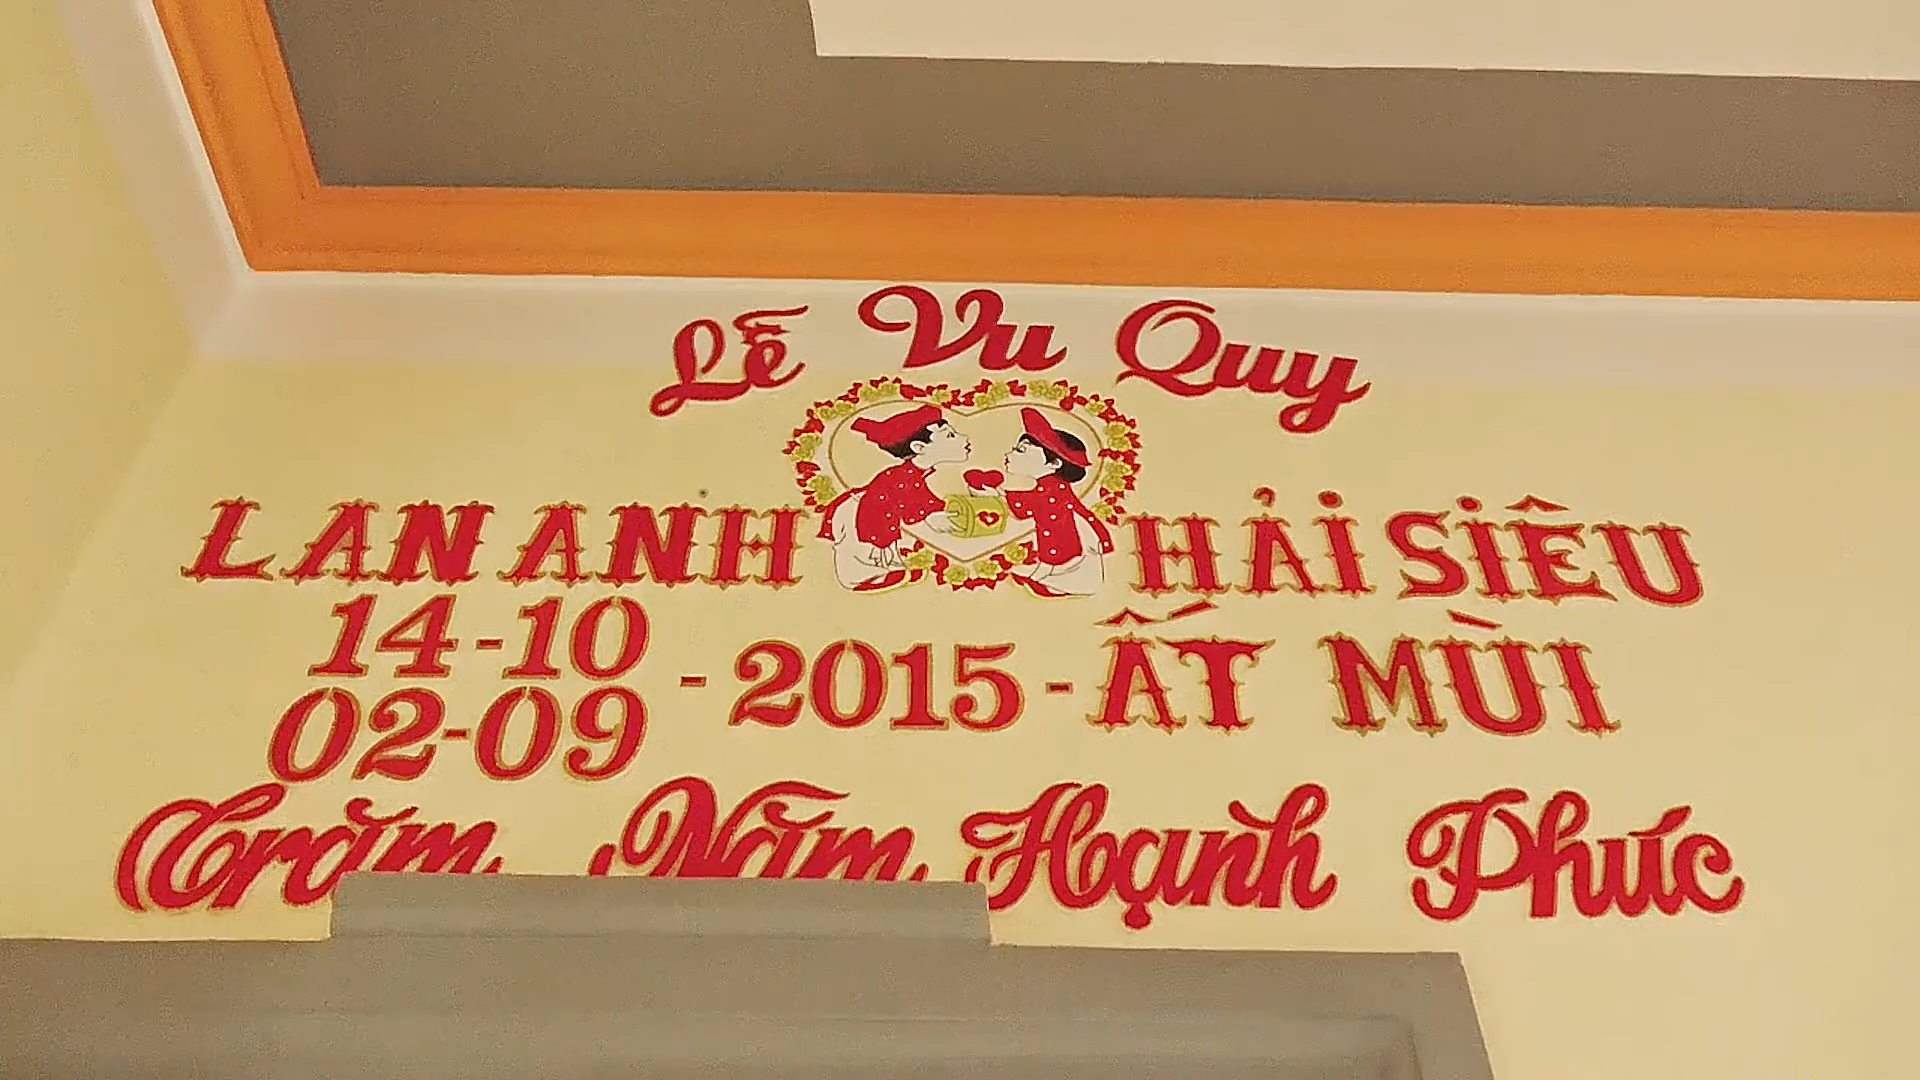 Lễ Vu Quy
LAN ANH HẢI SIÊU
14-10
02-09 - 2015 - ẤT MÙI
Trăm Năm Hạnh Phúc